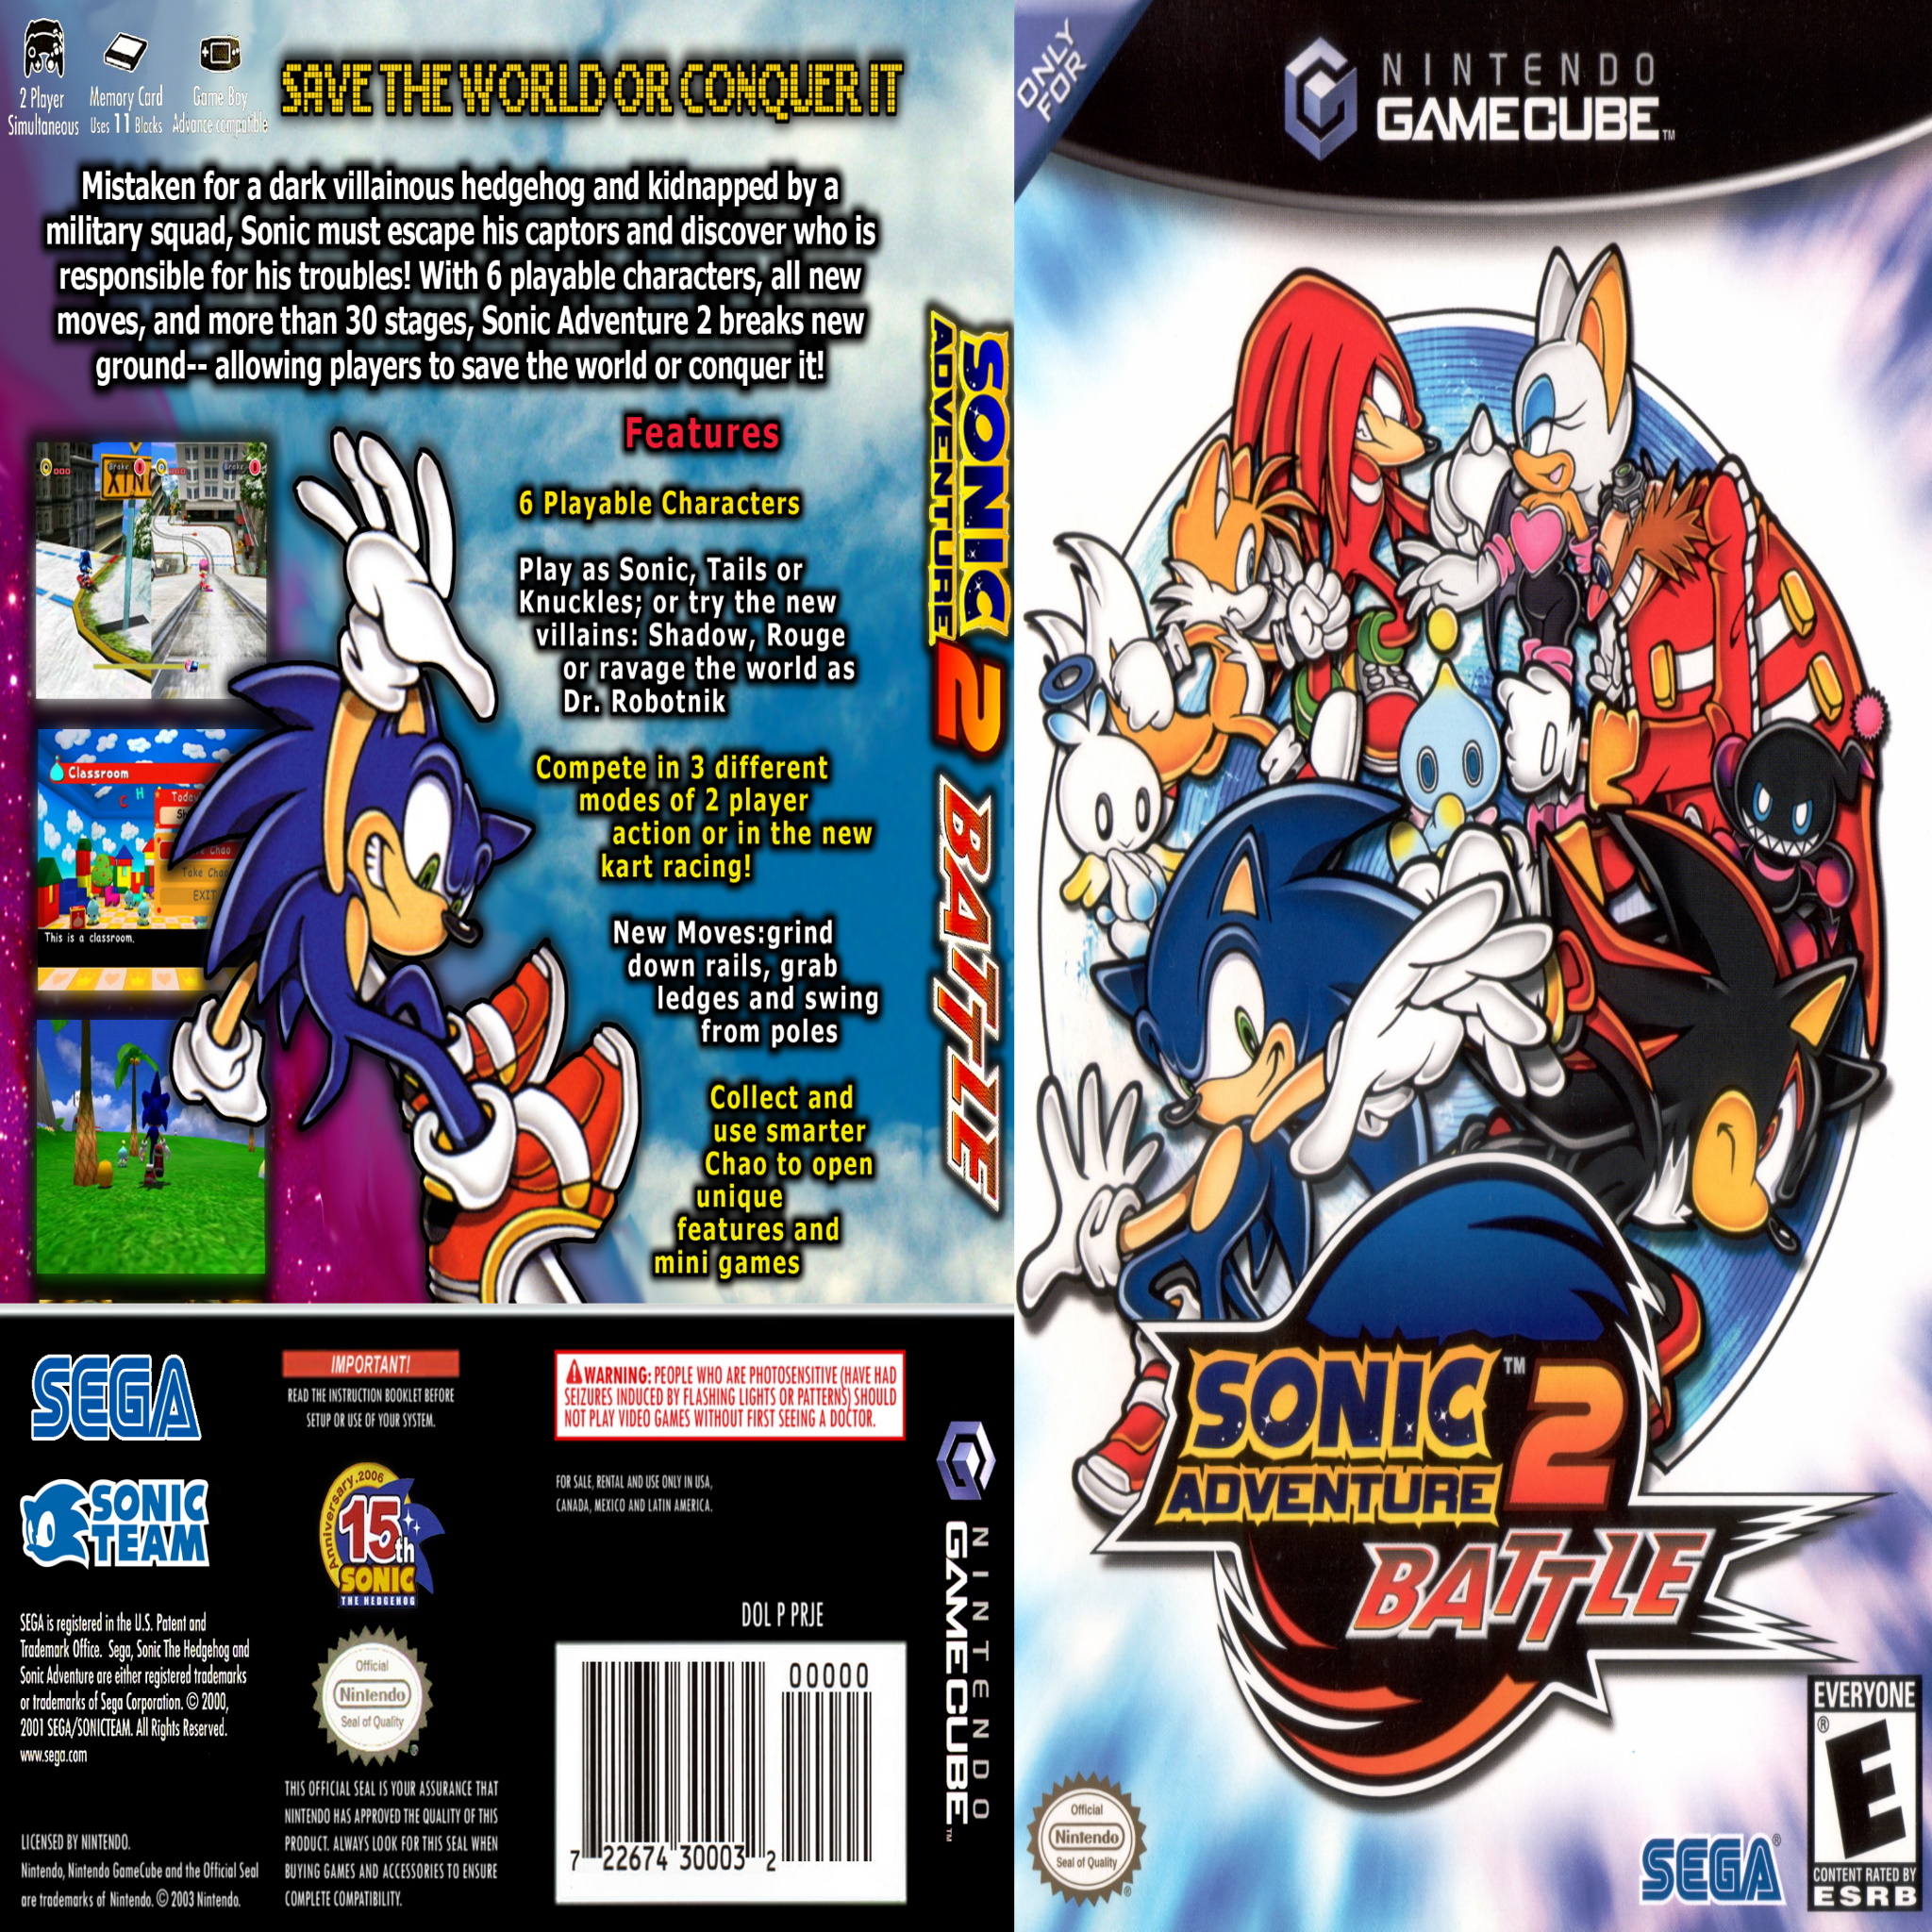 2 Player
Simultaneous
Memory Card
Uses 11 Blocks
Game Boy
Advance compatible
SAVE THE WORLD OR CONQUER IT
Mistaken for a dark villainous hedgehog and kidnapped by a
military squad, Sonic must escape his captors and discover who is
responsible for his troubles! With 6 playable characters, all new
moves, and more than 30 stages, Sonic Adventure 2 breaks new
ground-- allowing players to save the world or conquer it!
Features
6 Playable Characters
Play as Sonic, Tails or
Knuckles; or try the new
villains: Shadow, Rouge
or ravage the world as
Dr. Robotnik
Compete in 3 different
modes of 2 player
action or in the new
kart racing!
New Moves:grind
down rails, grab
ledges and swing
from poles
Collect and
use smarter
Chao to open
unique
features and
mini games
Brake
Brake
XING
Classroom
CH
Take Chao
EXIT
This is a classroom.
SEGA
SONIC
TEAM
SEGA is registered in the U.S. Patent and
Trademark Office. Sega, Sonic The Hedgehog and
Sonic Adventure are either registered trademarks
or trademarks of Sega Corporation. © 2000,
2001 SEGA/SONICTEAM. All Rights Reserved.
www.sega.com
LICENSED BY NINTENDO.
Nintendo, Nintendo GameCube and the Official Seal
are trademarks of Nintendo. © 2003 Nintendo.
IMPORTANT!
READ THE INSTRUCTION BOOKLET BEFORE
SETUP OR USE OF YOUR SYSTEM.
Anniversary.2006
15th
SONIC
THE HEDGEHOG
Official
Nintendo
Seal of Quality
®
THIS OFFICIAL SEAL IS YOUR ASSURANCE THAT
NINTENDO HAS APPROVED THE QUALITY OF THIS
PRODUCT. ALWAYS LOOK FOR THIS SEAL WHEN
BUYING GAMES AND ACCESSORIES TO ENSURE
COMPLETE COMPATIBILITY.
WARNING: PEOPLE WHO ARE PHOTOSENSITIVE (HAVE HAD
SEIZURES INDUCED BY FLASHING LIGHTS OR PATTERNS) SHOULD
NOT PLAY VIDEO GAMES WITHOUT FIRST SEEING A DOCTOR.
FOR SALE, RENTAL AND USE ONLY IN USA,
CANADA, MEXICO AND LATIN AMERICA.
DOL P PRJE
00000
7 22674 30003 2
SONIC
ADVENTURE 2 BATTLE
NINTENDO
GAMECUBE™
ONLY
FOR
NINTENDO
GAMECUBE™
SONIC™
ADVENTURE 2
BATTLE
Official
Nintendo
Seal of Quality
®
SEGA®
EVERYONE
®
E
CONTENT RATED BY
ESRB